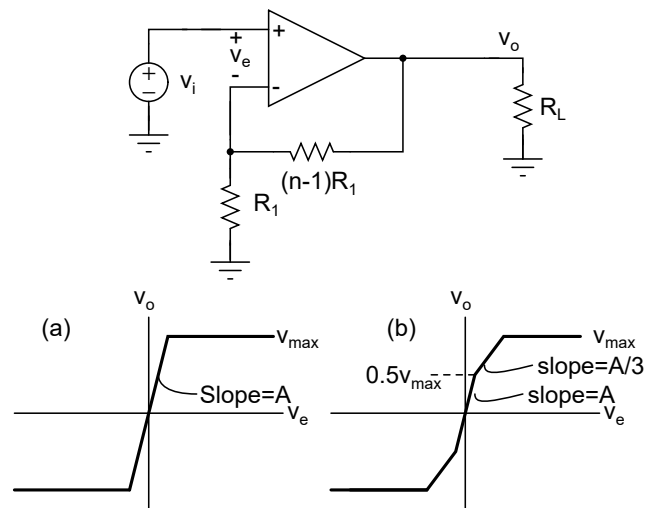 +
+
v_e
-
+
-
+
-
v_i
v_o
R_L
(n-1)R_1
R_1
(a)
v_o
v_max
Slope=A
v_e
(b)
v_o
v_max
0.5v_max
slope=A/3
slope=A
v_e